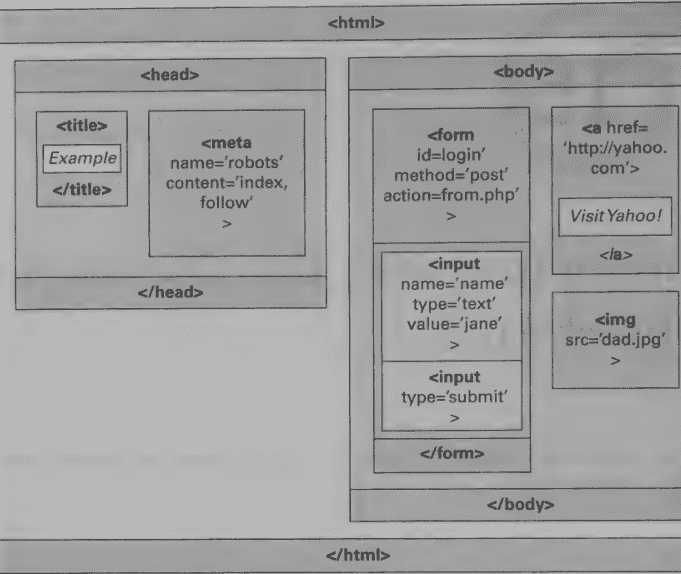 <html>
<head>
<title>
Example
</title>
<meta
name='robots'
content='index,
follow'
>
</head>
<body>
<form
id=login'
method='post'
action=from.php'
>
<input
name='name'
type='text'
value='jane'
>
<input
type='submit'
>
</form>
<a href=
'http://yahoo.
com'>
Visit Yahoo!
</a>
<img
src='dad.jpg'
>
</body>
</html>